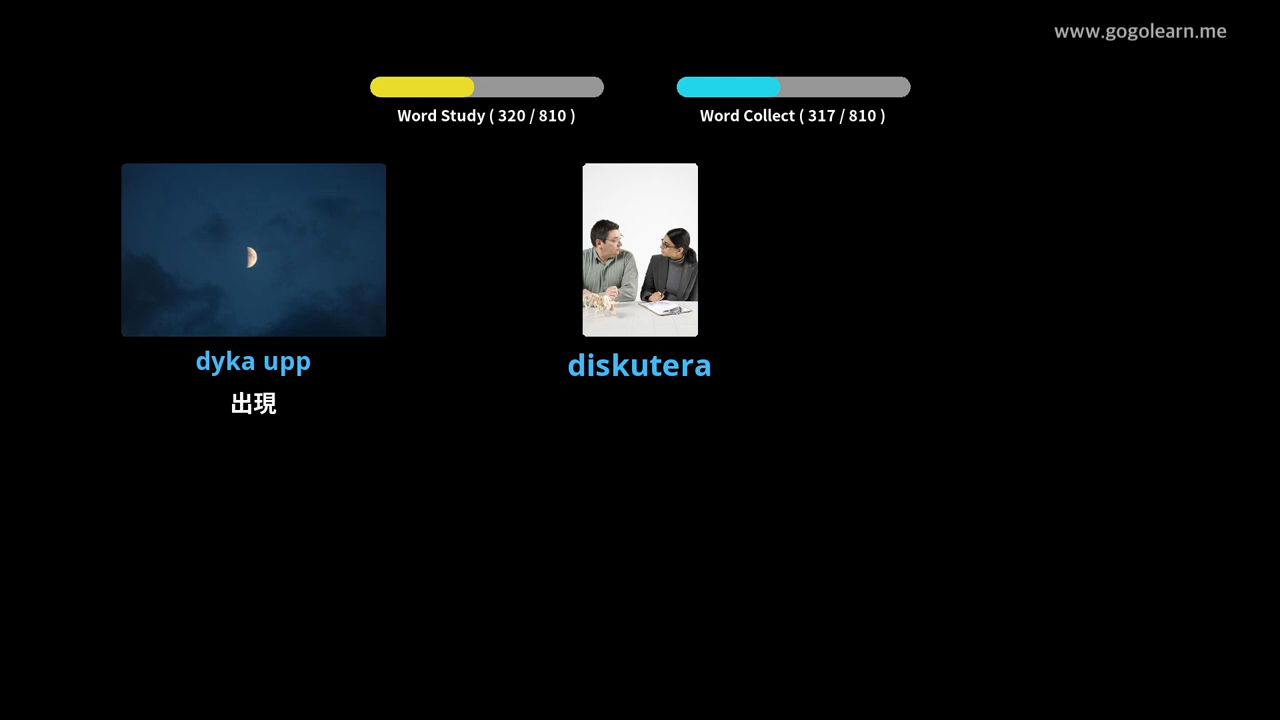 www.gogolearn.me
Word Study ( 320 / 810 )
Word Collect ( 317 / 810 )
dyka upp
出現
diskutera